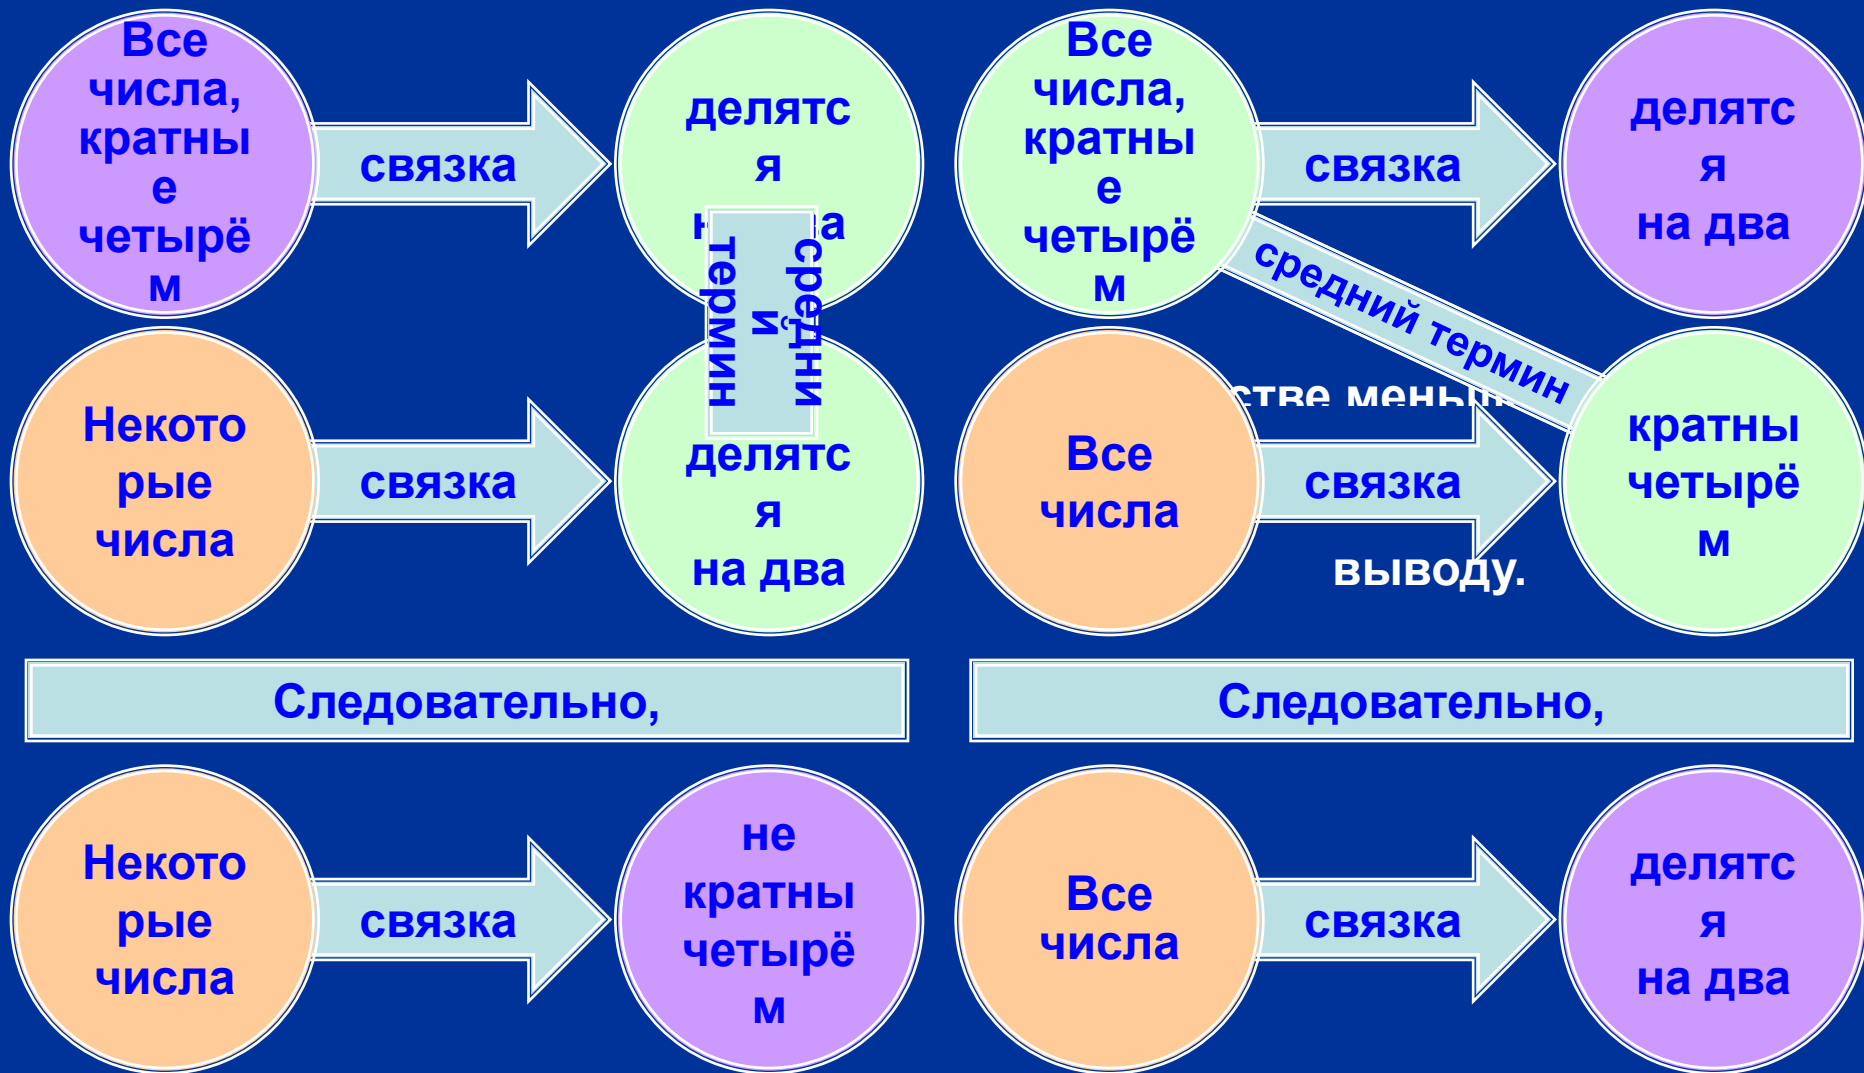 Все
числа,
кратны
е
четырё
м
связка
делятс
я
средни
й
термин
Некото
рые
числа
связка
делятс
я
на два
Следовательно,
Некото
рые
числа
связка
не
кратны
четырё
м
Все
числа,
кратны
е
четырё
м
связка
делятс
я
на два
средний термин
Все
числа
связка
кратны
четырё
м
выводу.
Следовательно,
Все
числа
связка
делятс
я
на два